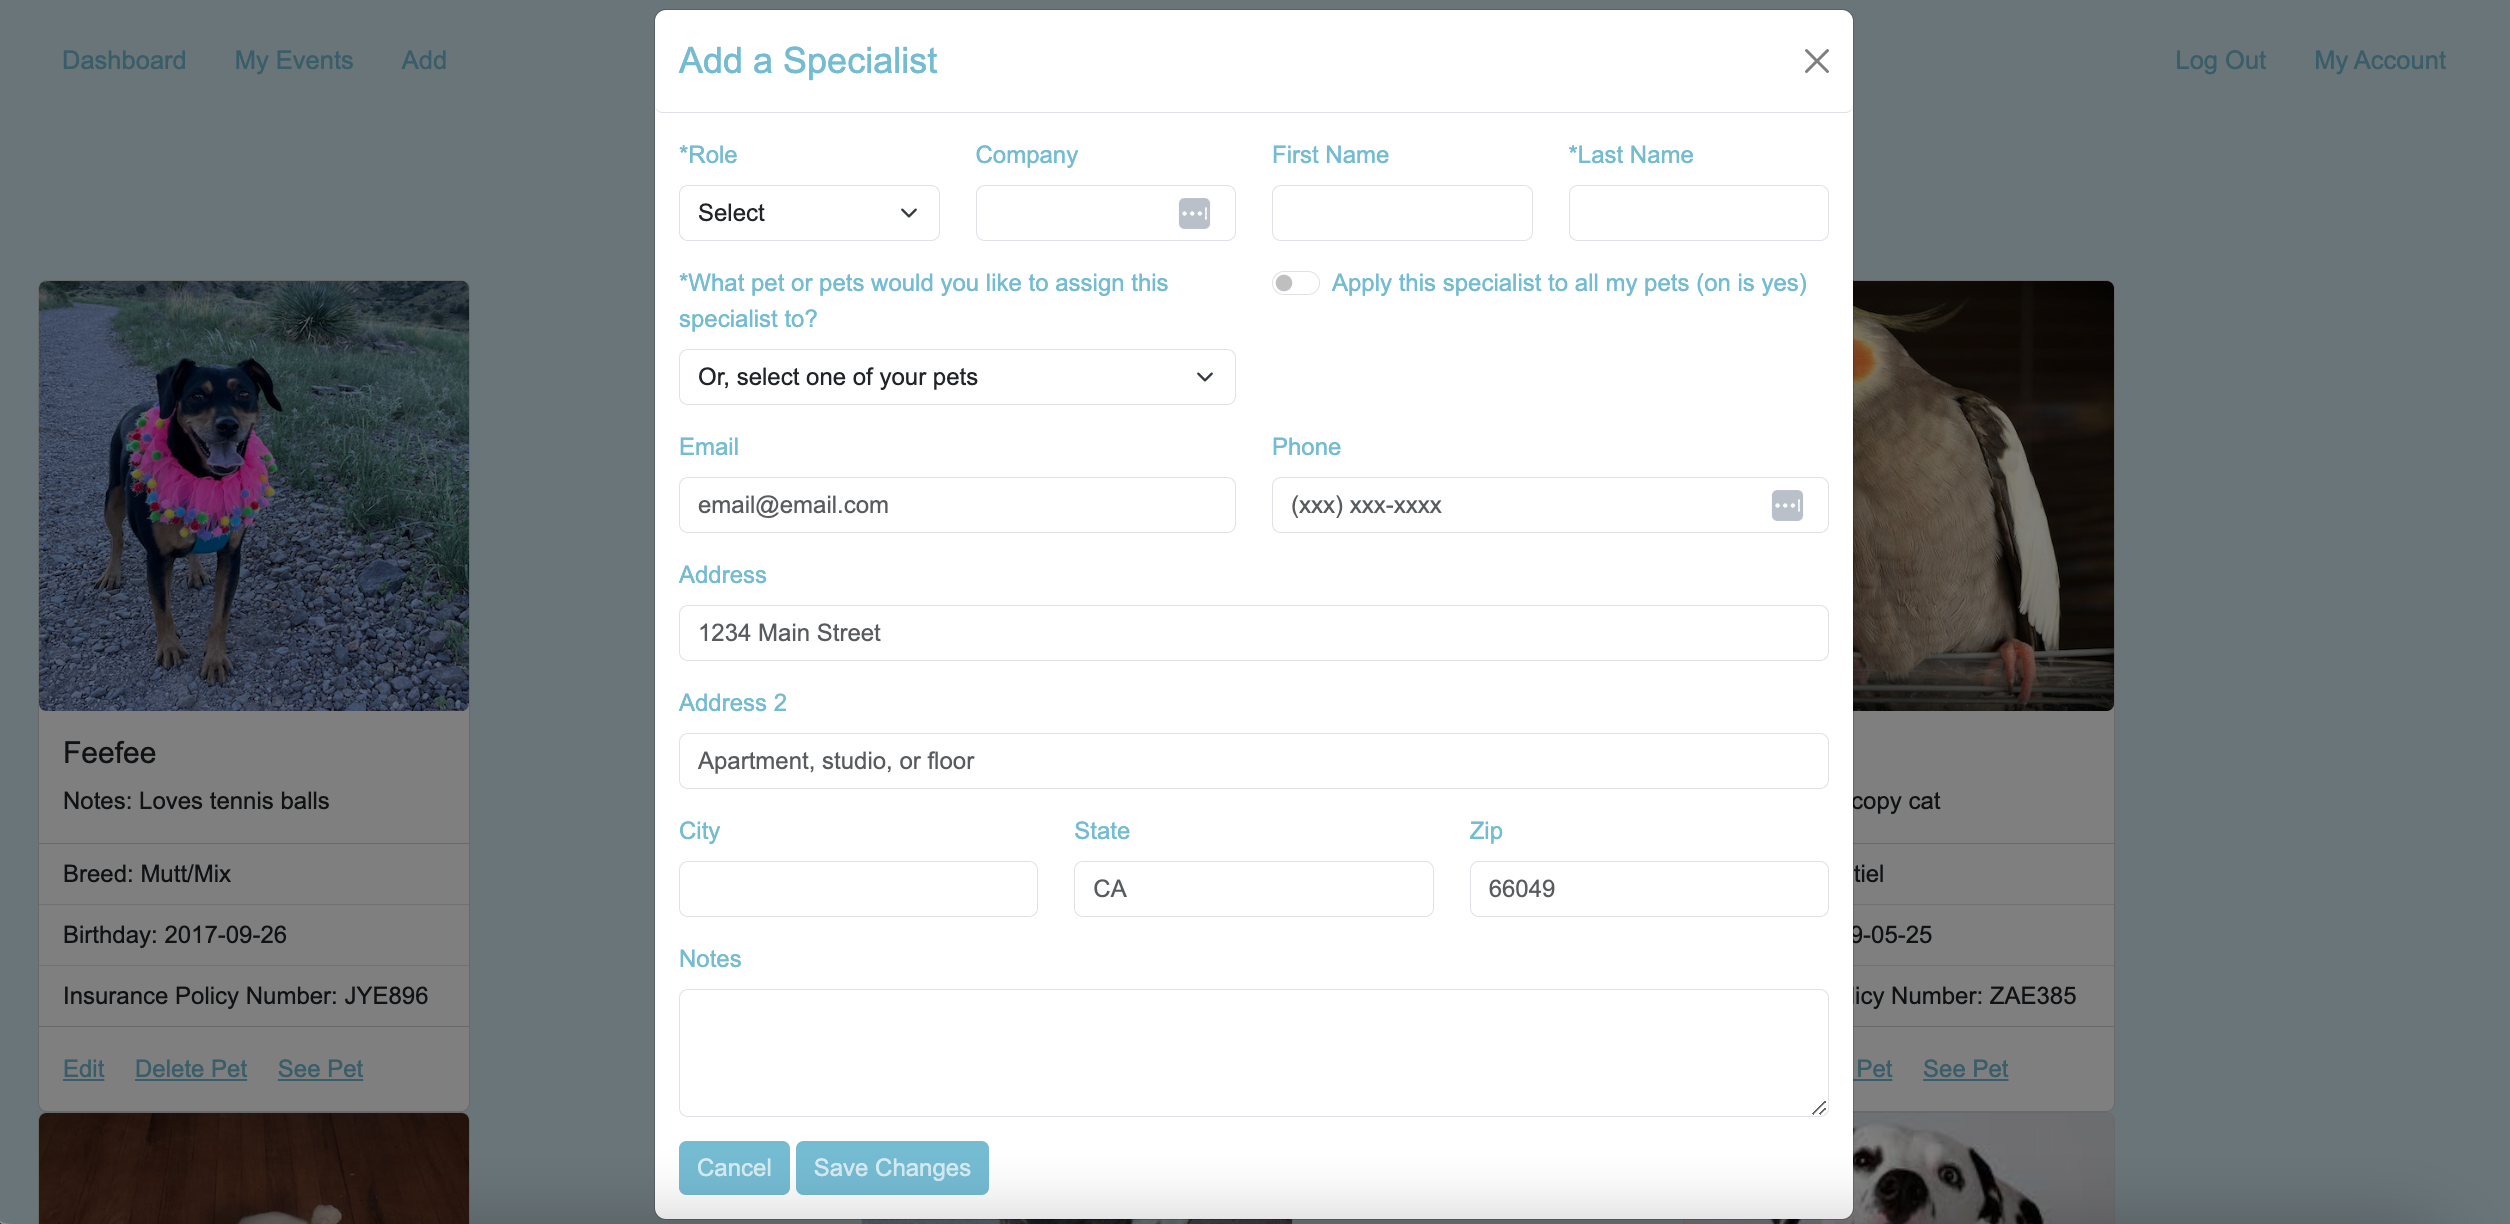 Dashboard
My Events
Add
Log Out
My Account
Add a Specialist
*Role
Company
First Name
*Last Name
Select
*What pet or pets would you like to assign this
specialist to?
Apply this specialist to all my pets (on is yes)
Or, select one of your pets
Email
Phone
email@email.com
(xxx) xxx-xxxx
Address
1234 Main Street
Address 2
Apartment, studio, or floor
City
State
Zip
CA
66049
Notes
Cancel
Save Changes
Feefee
Notes: Loves tennis balls
Breed: Mutt/Mix
Birthday: 2017-09-26
Insurance Policy Number: JYE896
Edit
Delete Pet
See Pet
copy cat
tiel
9-05-25
icy Number: ZAE385
Pet
See Pet